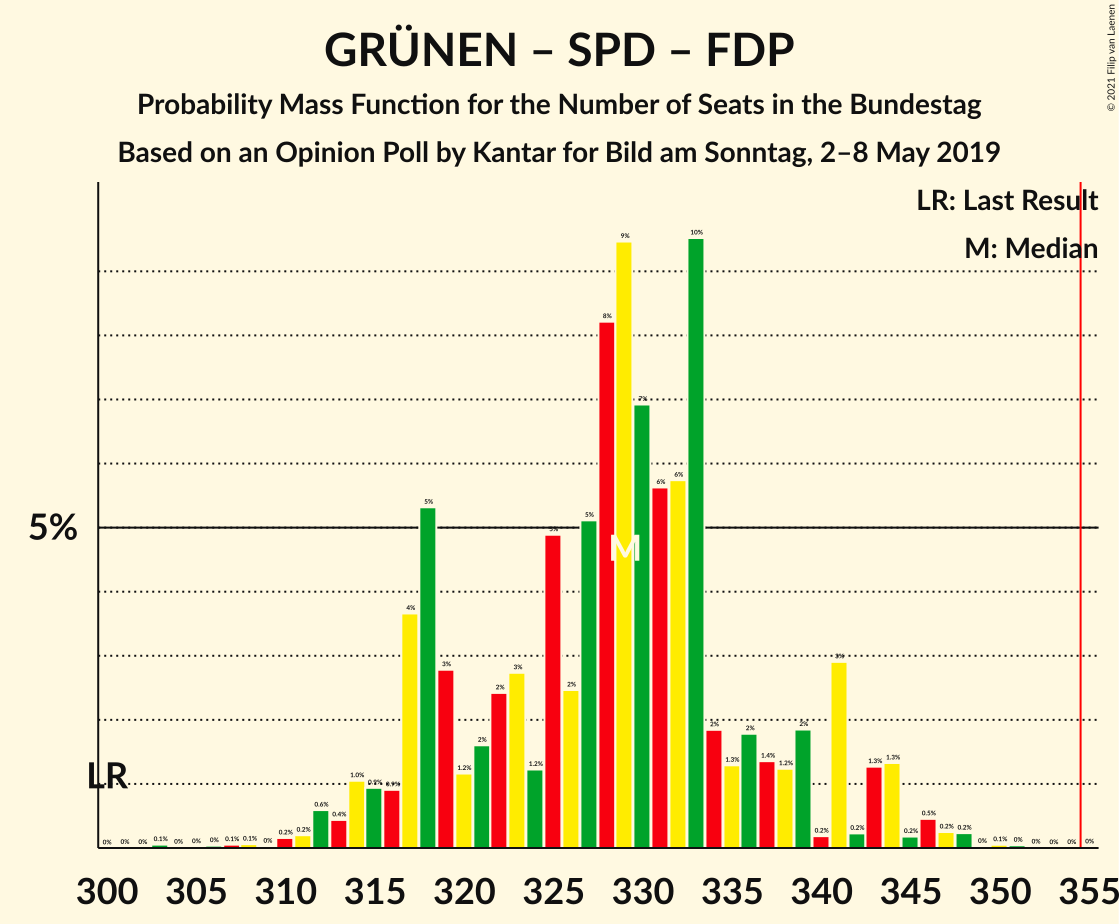 GRÜNEN – SPD – FDP
Probability Mass Function for the Number of Seats in the Bundestag
Based on an Opinion Poll by Kantar for Bild am Sonntag, 2–8 May 2019
© 2021 Filip van Laenen
LR: Last Result
M: Median
5%
LR
M
0% 0% 0% 0.1% 0% 0% 0% 0.1% 0.1% 0% 0.2% 0.2% 0.6% 0.4% 1.0% 0.9% 0.9% 4% 5% 3% 1.2% 2% 2% 3% 1.2% 5% 2% 5% 8% 9% 7% 6% 6% 10% 2% 1.3% 2% 1.4% 1.2% 2% 0.2% 3% 0.2% 1.3% 1.3% 0.2% 0.5% 0.2% 0.2% 0% 0.1% 0% 0% 0% 0% 0%
300 305 310 315 320 325 330 335 340 345 350 355